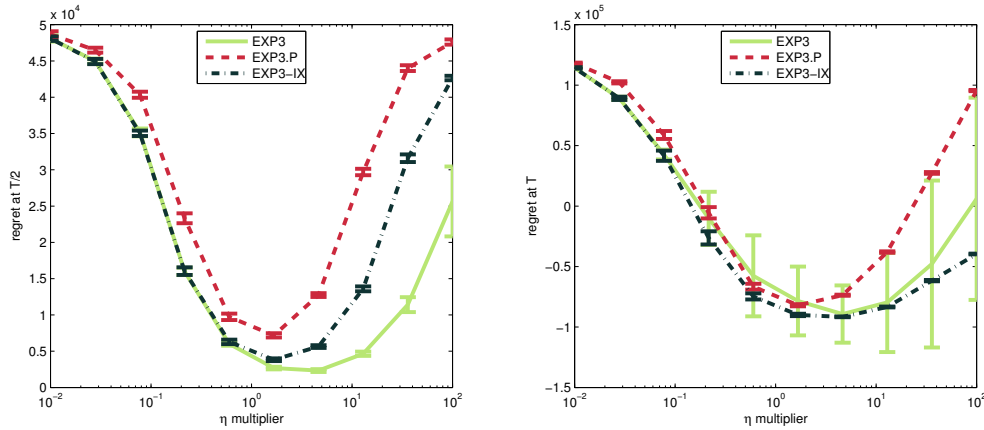 x 10^4
5
4.5
4
3.5
3
2.5
2
1.5
1
0.5
0
regret at T/2
EXP3
EXP3.P
EXP3−IX
10^−2
10^−1
10^0
10^1
10^2
η multiplier
x 10^5
1.5
1
0.5
0
−0.5
−1
−1.5
regret at T
EXP3
EXP3.P
EXP3−IX
10^−2
10^−1
10^0
10^1
10^2
η multiplier